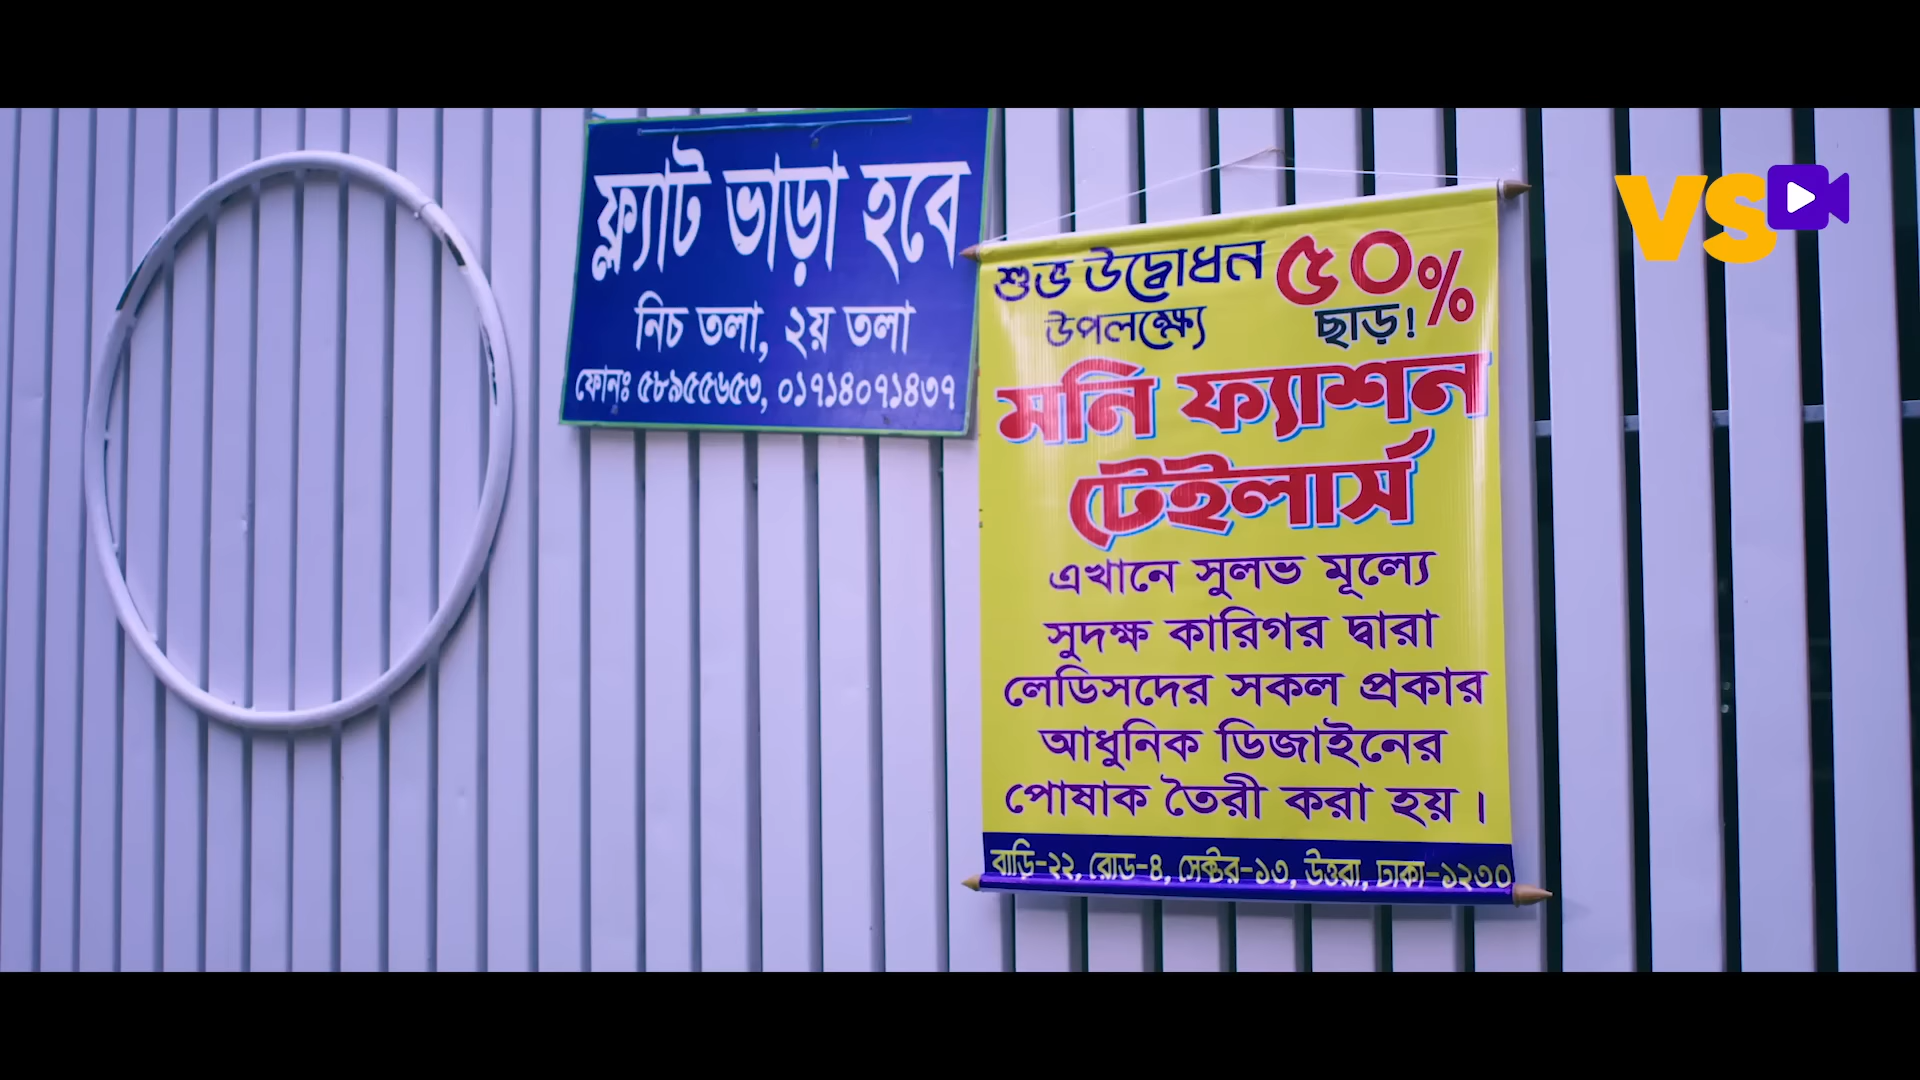 ফ্ল্যাট ভাড়া হবে
নিচ তলা, ২য় তলা
ফোনঃ ৫৮৯৫৫৬৫৩, ০১৭১৪০৭১৪৩৭
শুভ উদ্বোধন
উপলক্ষ্যে
৫০%
ছাড়!
মনি ফ্যাশন
টেইলার্স
এখানে সুলভ মূল্যে
সুদক্ষ কারিগর দ্বারা
লেডিসদের সকল প্রকার
আধুনিক ডিজাইনের
পোষাক তৈরী করা হয়।
বাড়ি-২২, রোড-৪, সেক্টর-১৩, উত্তরা, ঢাকা-১২৩০
VS